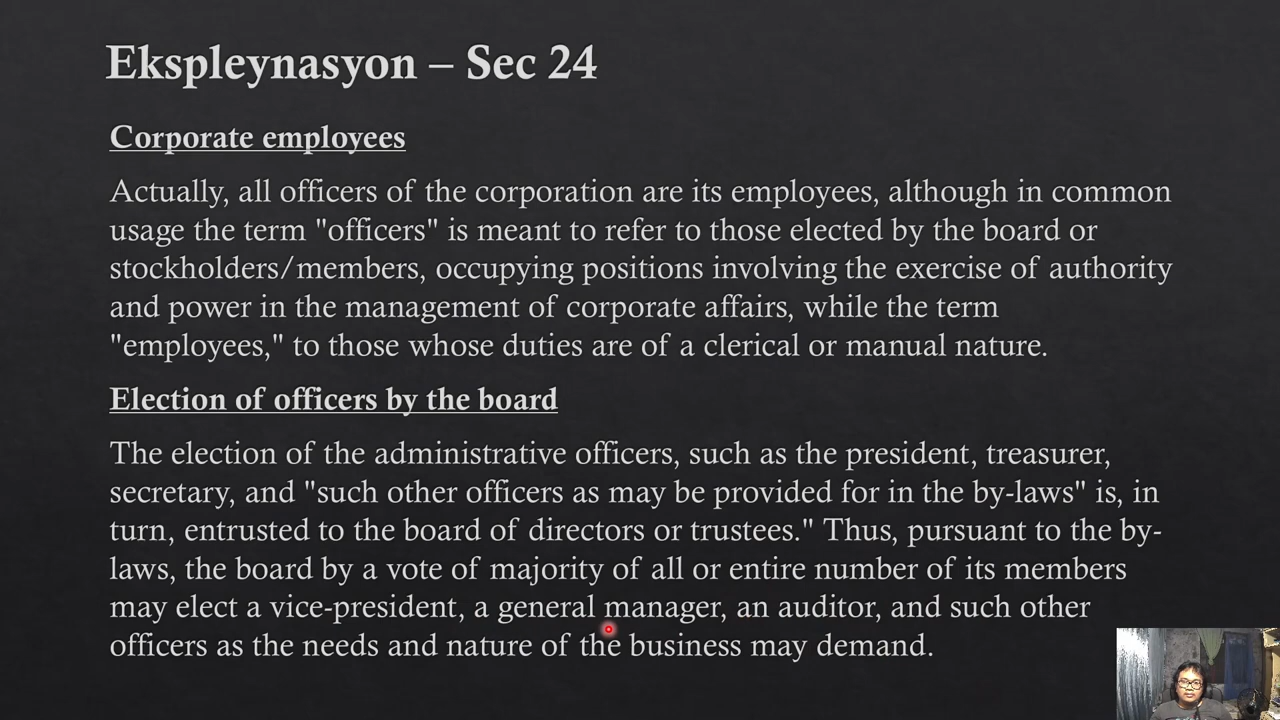 Ekspleynasyon – Sec 24
Corporate employees
Actually, all officers of the corporation are its employees, although in common
usage the term "officers" is meant to refer to those elected by the board or
stockholders/members, occupying positions involving the exercise of authority
and power in the management of corporate affairs, while the term
"employees," to those whose duties are of a clerical or manual nature.
Election of officers by the board
The election of the administrative officers, such as the president, treasurer,
secretary, and "such other officers as may be provided for in the by-laws" is, in
turn, entrusted to the board of directors or trustees." Thus, pursuant to the by-
laws, the board by a vote of majority of all or entire number of its members
may elect a vice-president, a general manager, an auditor, and such other
officers as the needs and nature of the business may demand.